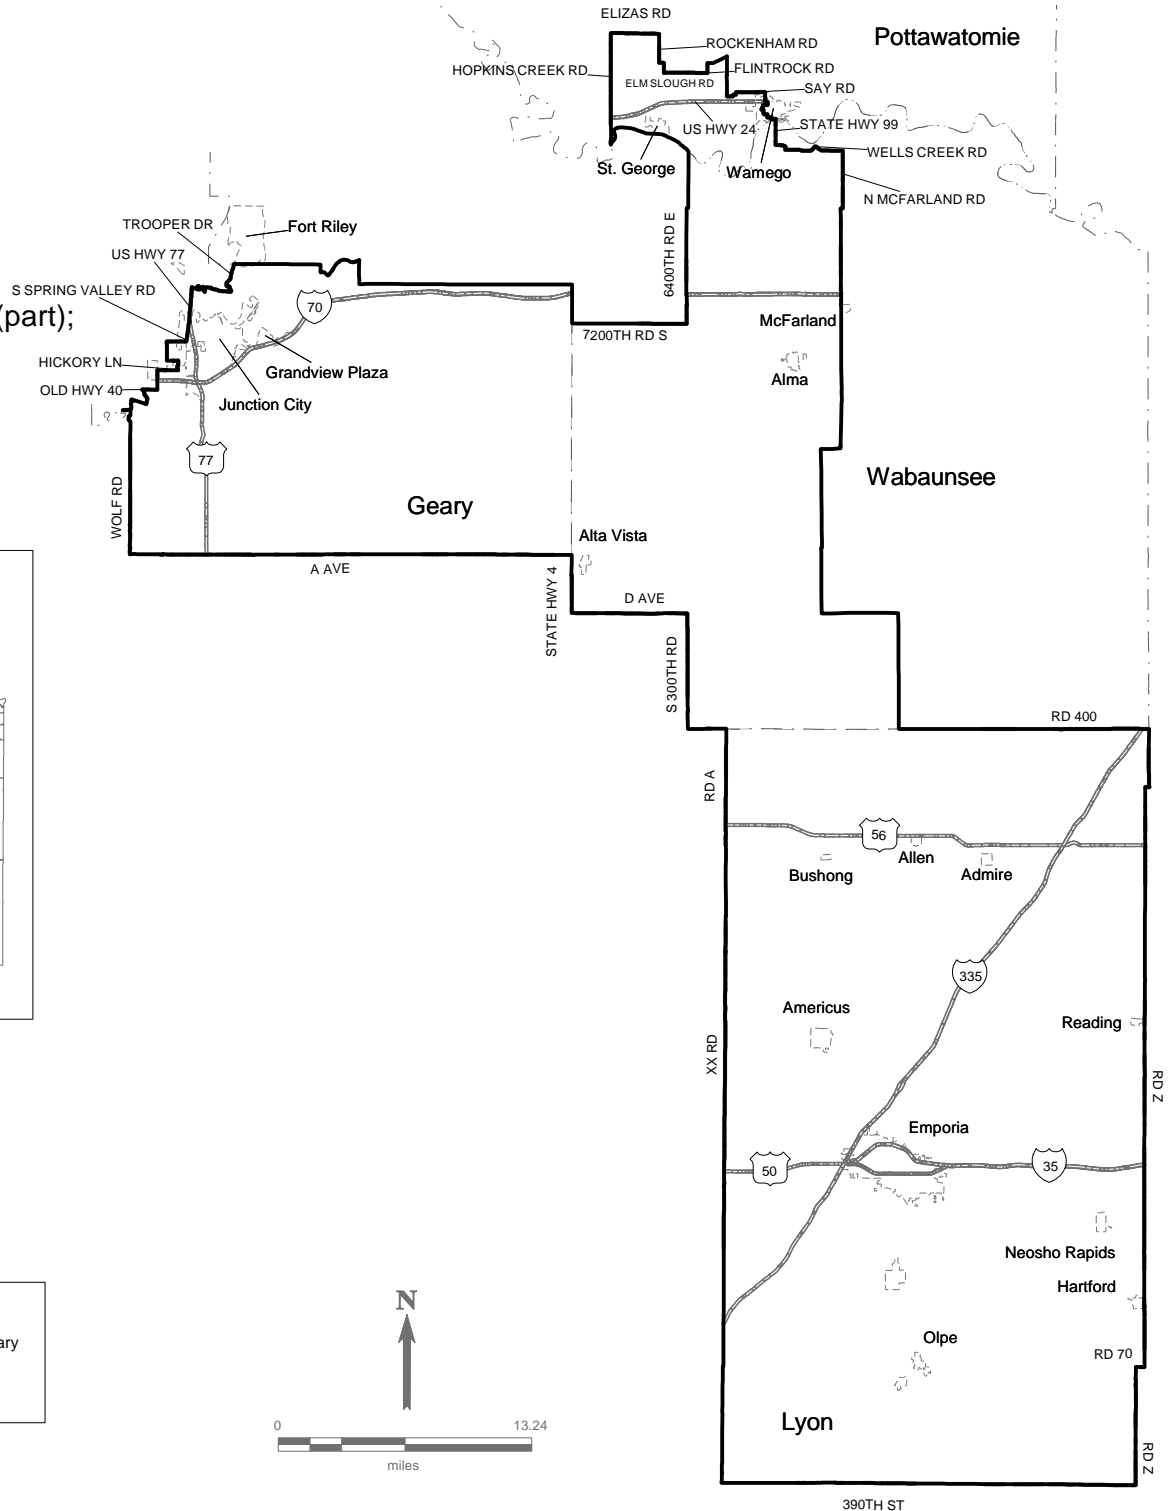 ELIZAS RD
Pottawatomie
ROCKENHAM RD
HOPKINS CREEK RD
FLINTROCK RD
ELM SLOUGH RD
SAY RD
US HWY 24
STATE HWY 99
WELLS CREEK RD
St. George
Wamego
N MCFARLAND RD
TROOPER DR
Fort Riley
US HWY 77
6400TH RD E
S SPRING VALLEY RD
70
(part);
McFarland
7200TH RD S
HICKORY LN
Grandview Plaza
Alma
OLD HWY 40
Junction City
77
Wabaunsee
WOLF RD
Geary
Alta Vista
A AVE
STATE HWY 4
D AVE
S 300TH RD
RD 400
RD A
56
Allen
Bushong
Admire
335
Americus
Reading
XX RD
RD Z
Emporia
50
35
Neosho Rapids
Hartford
N
ary
Olpe
RD 70
Lyon
0
13.24
miles
RD Z
390TH ST